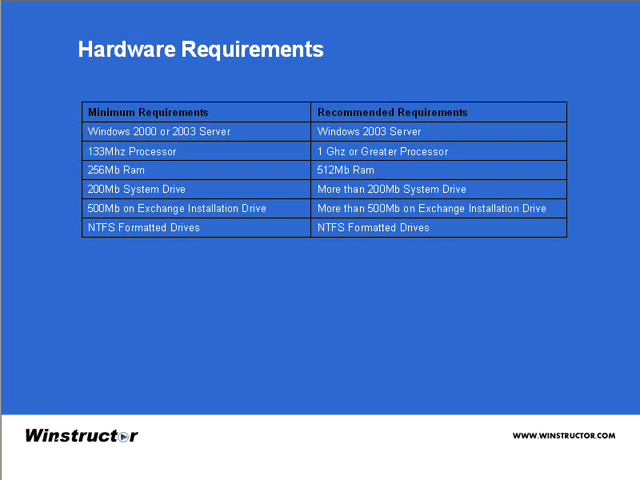 Hardware Requirements
Minimum Requirements Recommended Requirements
Windows 2000 or 2003 Server Windows 2003 Server
133Mhz Processor 1 Ghz or Greater Processor
256Mb Ram 512Mb Ram
200Mb System Drive More than 200Mb System Drive
500Mb on Exchange Installation Drive More than 500Mb on Exchange Installation Drive
NTFS Formatted Drives NTFS Formatted Drives
Winstructor WWW.WINSTRUCTOR.COM